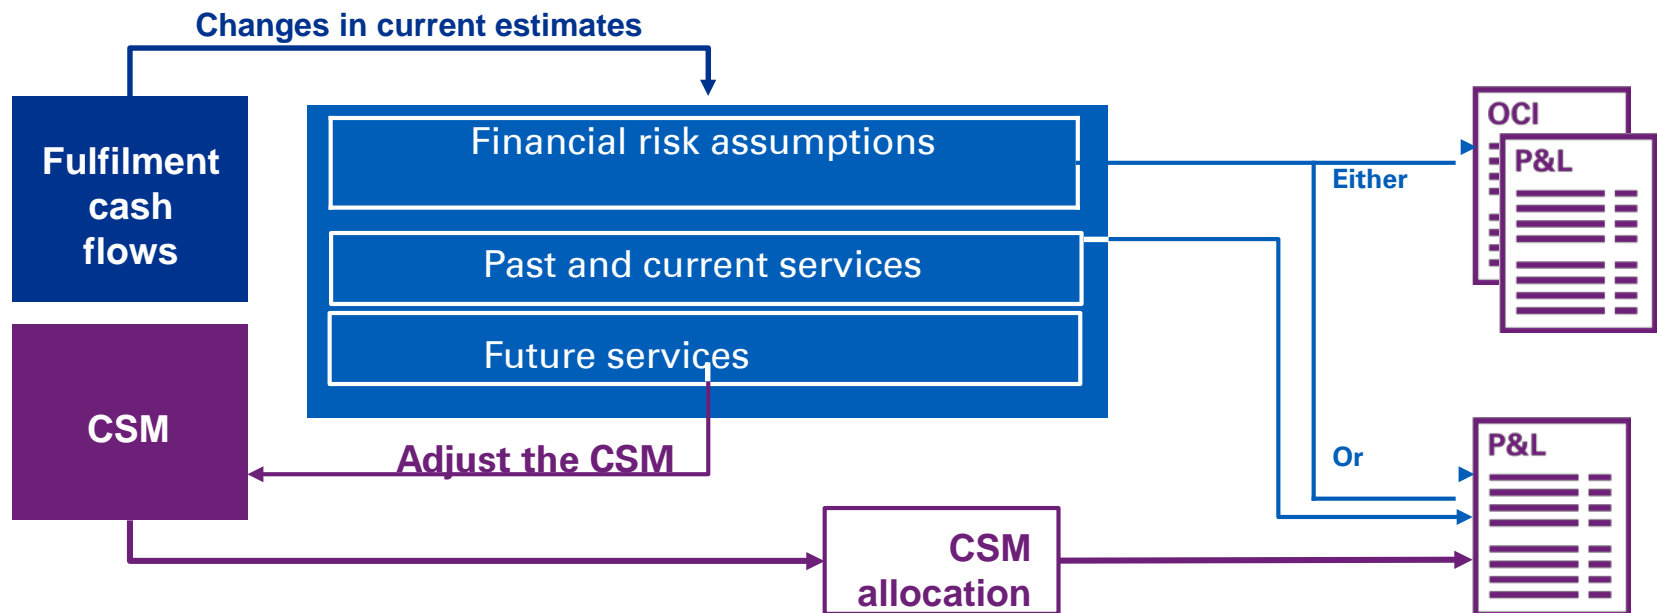 Changes in current estimates
Fulfilment
cash
flows
Financial risk assumptions
Past and current services
Future services
Either
OCI
P&L
CSM
Adjust the CSM
Or
P&L
CSM
allocation